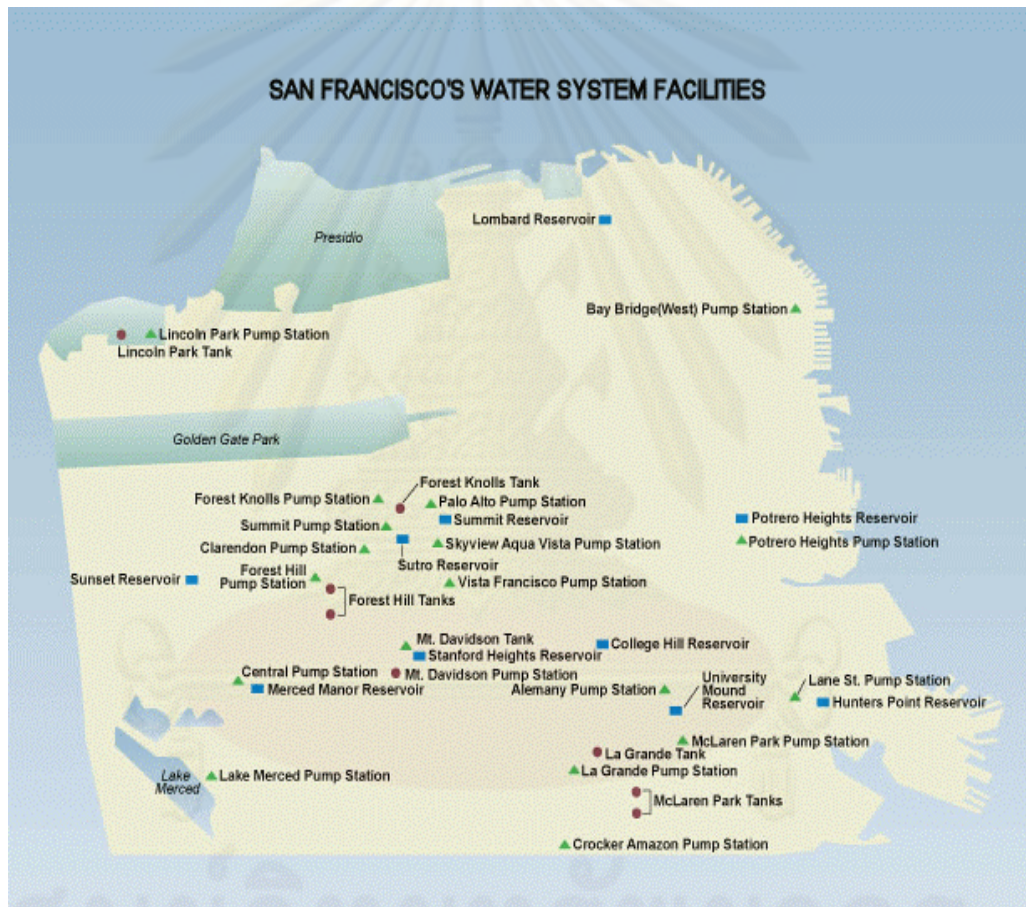 SAN FRANCISCO'S WATER SYSTEM FACILITIES
Lombard Reservoir
Presidio
Bay Bridge(West) Pump Station
Lincoln Park Pump Station
Lincoln Park Tank
Golden Gate Park
Forest Knolls Tank
Forest Knolls Pump Station
Palo Alto Pump Station
Summit Pump Station
Summit Reservoir
Potrero Heights Reservoir
Clarendon Pump Station
Skyview Aqua Vista Pump Station
Potrero Heights Pump Station
Sutro Reservoir
Sunset Reservoir
Forest Hill
Pump Station
Vista Francisco Pump Station
Forest Hill Tanks
Mt. Davidson Tank
College Hill Reservoir
Stanford Heights Reservoir
Central Pump Station
Mt. Davidson Pump Station
Merced Manor Reservoir
Alemany Pump Station
University
Mound
Reservoir
Lane St. Pump Station
Hunters Point Reservoir
McLaren Park Pump Station
La Grande Tank
La Grande Pump Station
Lake
Merced
Lake Merced Pump Station
McLaren Park Tanks
Crocker Amazon Pump Station